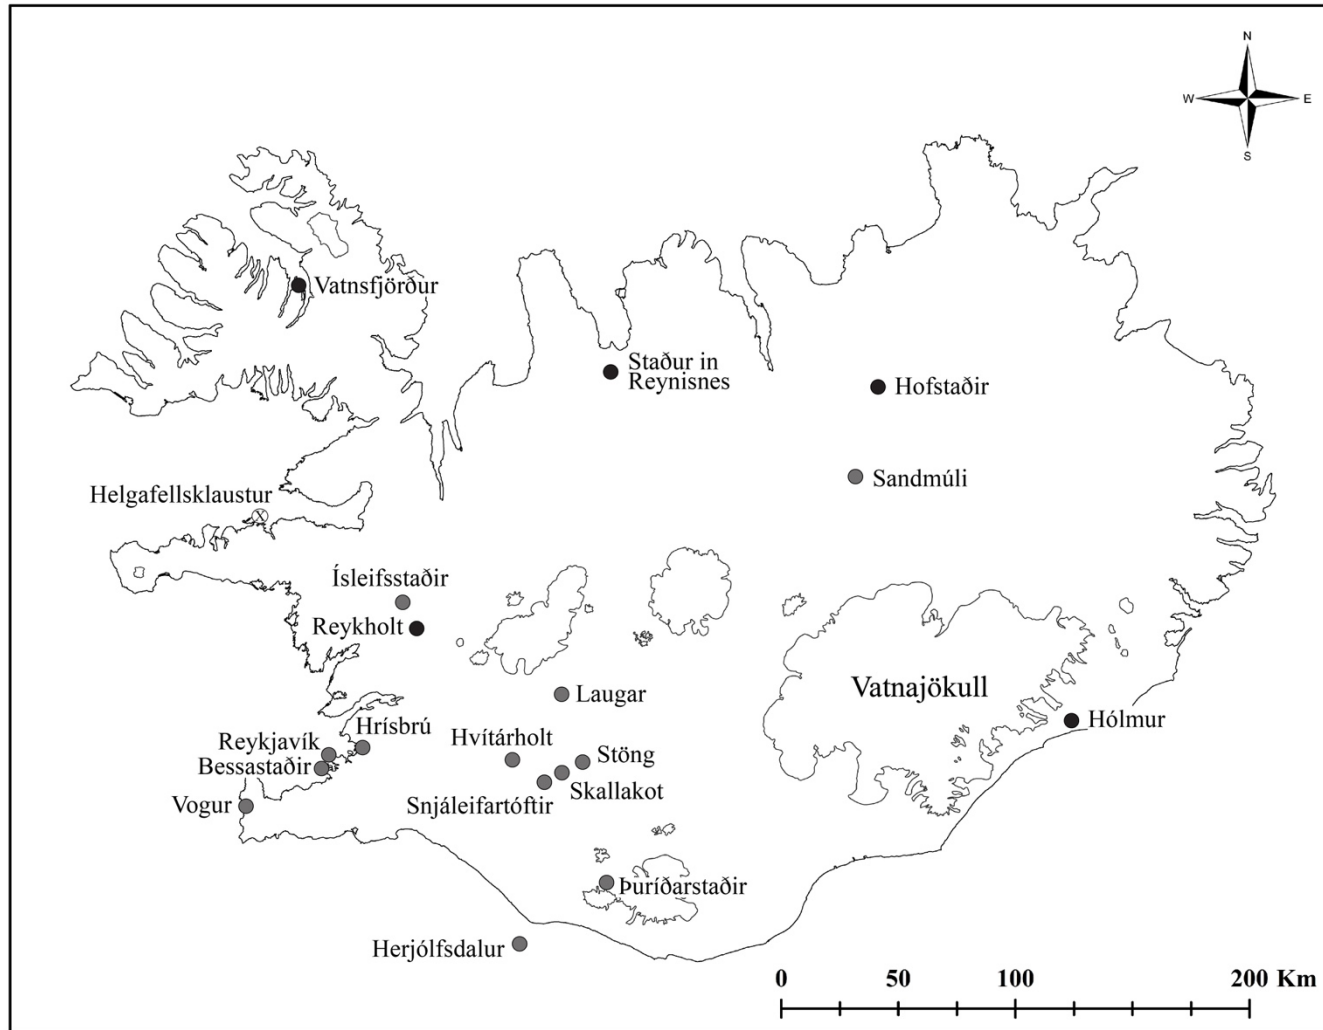 N
W
E
S
Vatnsfjörður
Staður in
Reynisnes
Hofstaðir
Sandmúli
Helgafellsklaustur
X
Ísleifsstaðir
Reykholt
Laugar
Vatnajökull
Hólmur
Hrísbrú
Reykjavík
Hvítárholt
Bessastaðir
Stöng
Skallakot
Vogur
Snjáleifartóftir
Þuríðarstaðir
Herjólfsdalur
0 50 100 200 Km